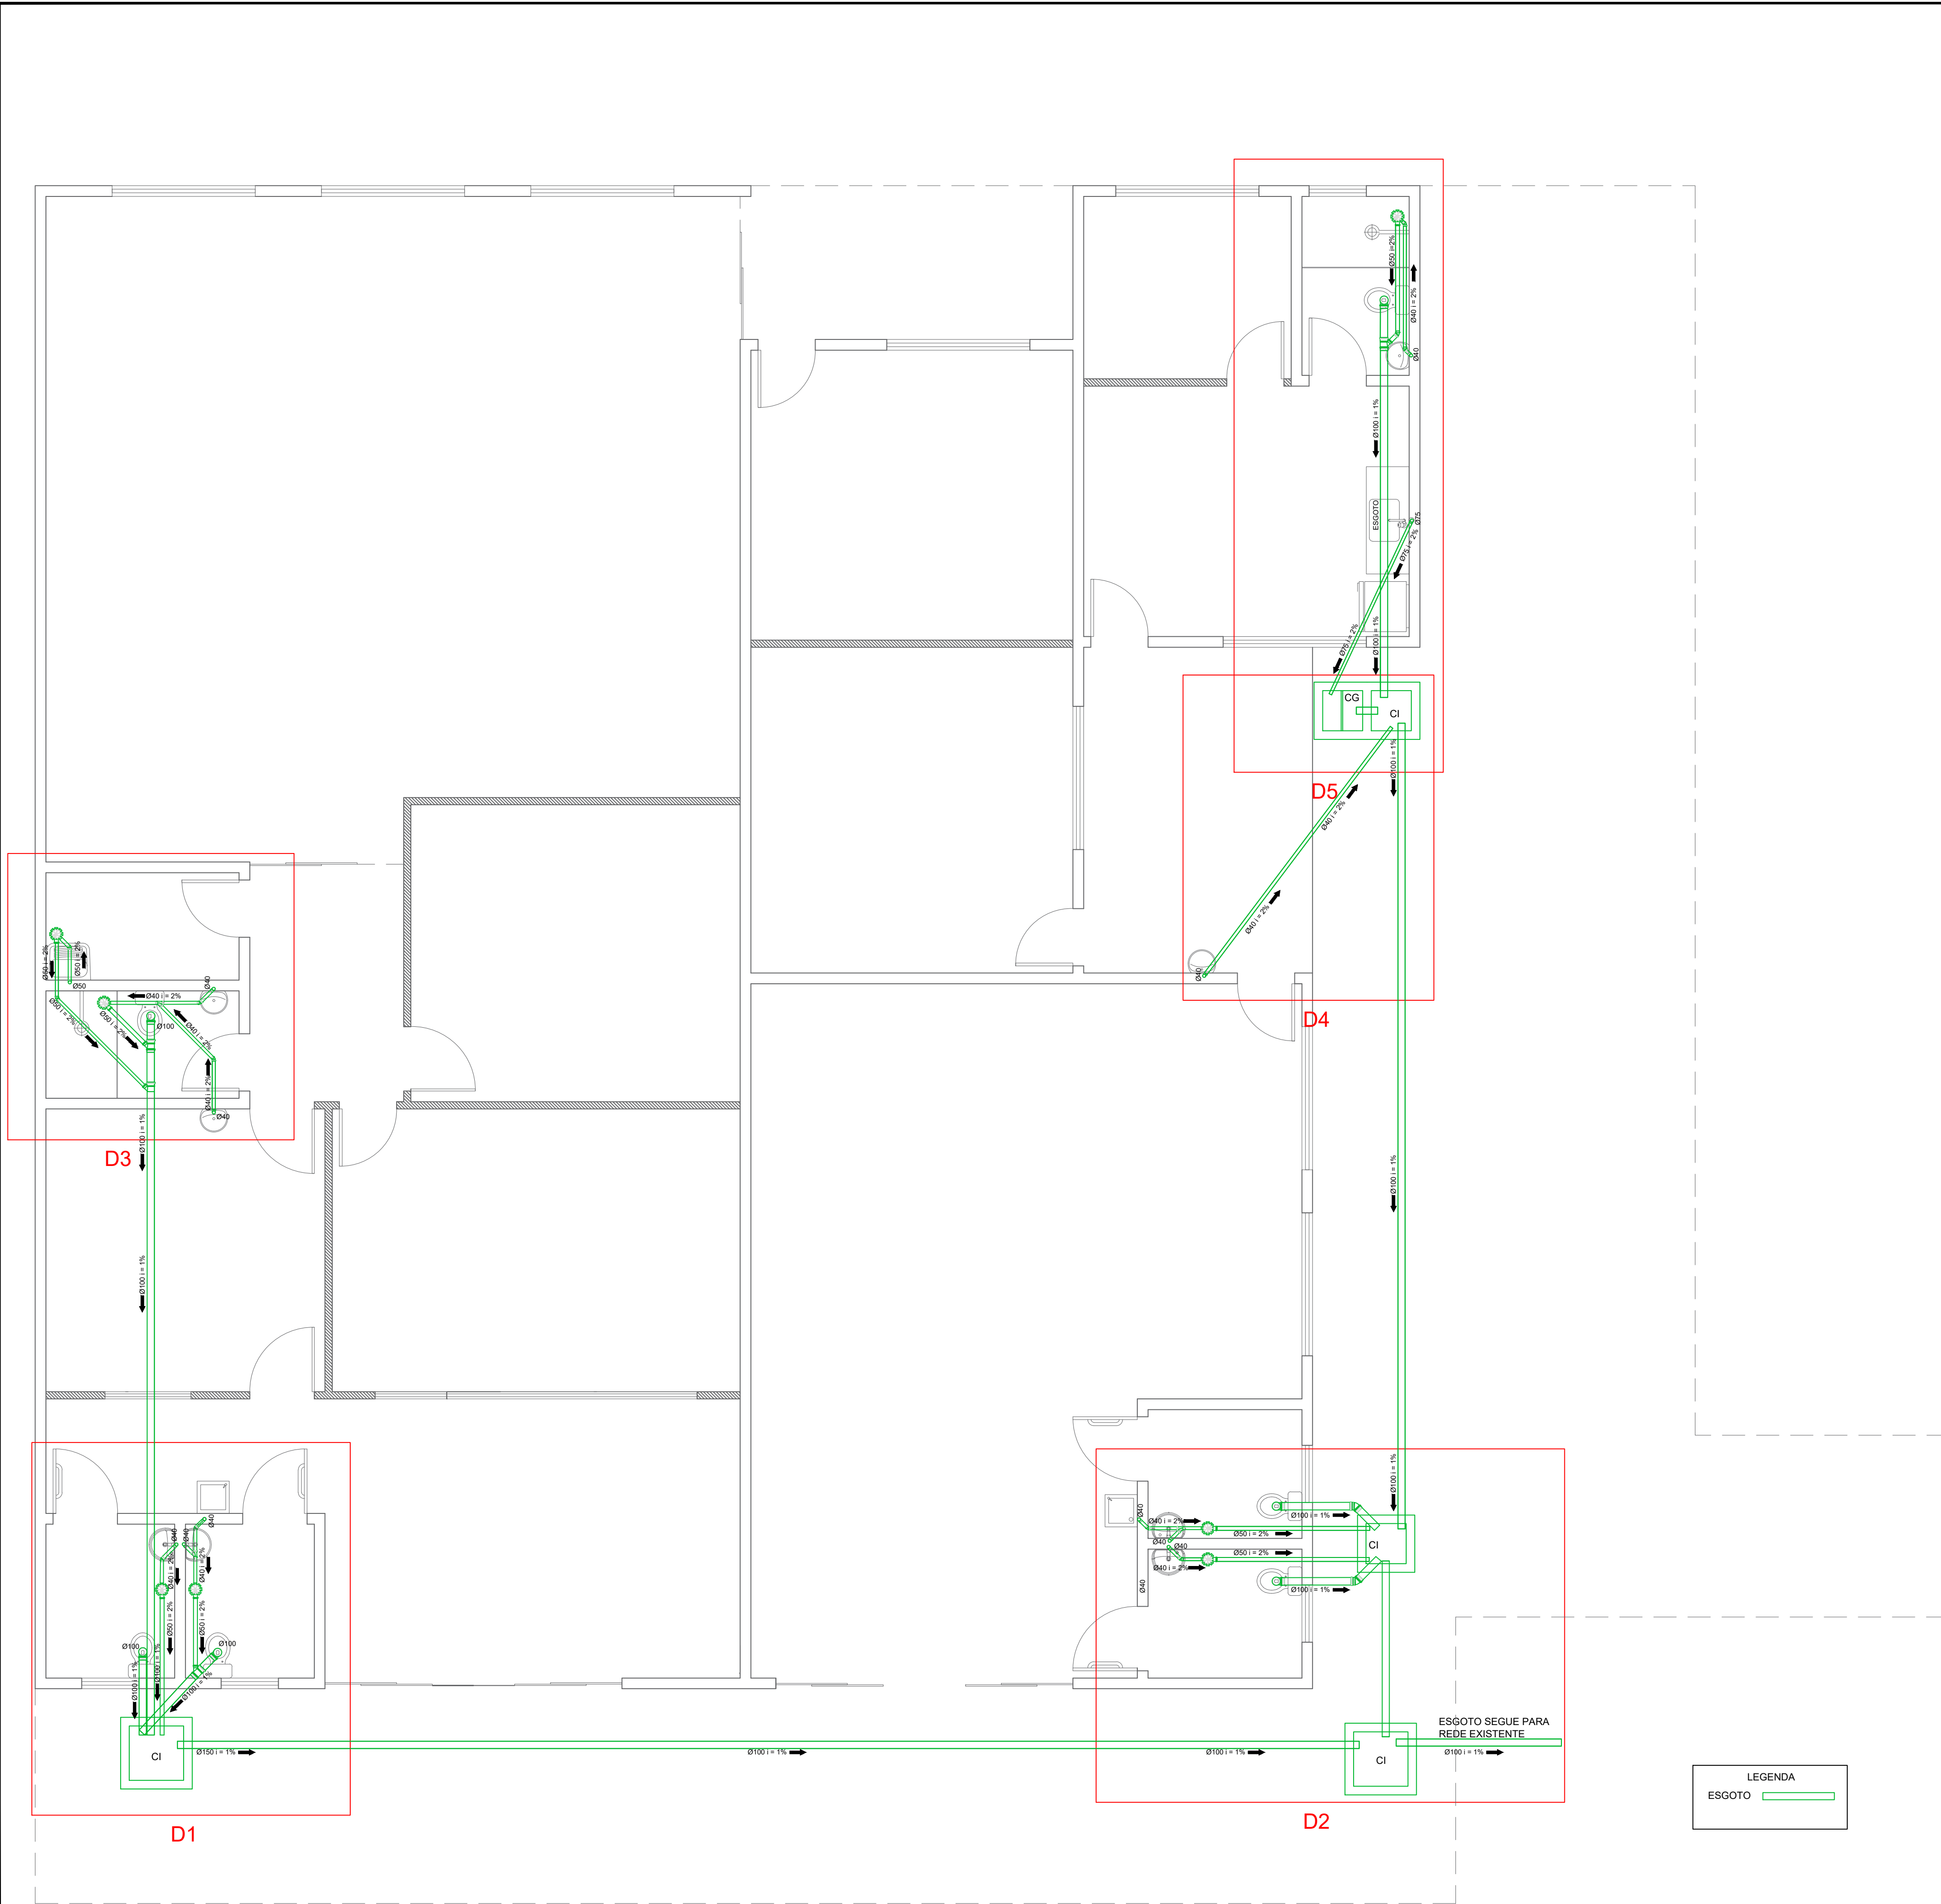 Ø50 i=2%
Ø40 i = 2%
Ø40
Ø100 i = 1%
ESGOTO
Ø75
Ø75 i = 2%
Ø75 i = 2%
Ø100 i = 1%
CG
CI
Ø100 i = 1%
D5
Ø40 i = 2%
Ø40 i = 2%
Ø40
D4
Ø50 i = 2%
Ø50 i = 2%
Ø50
Ø40
Ø40 i = 2%
Ø50 i = 2%
Ø50 i = 2%
Ø100
Ø40 i = 2%
Ø40 i = 2%
Ø40
Ø100 i = 1%
D3
Ø100 i = 1%
Ø100 i = 1%
Ø100 i = 1%
Ø40
Ø40
Ø40
Ø40 i = 2%
Ø40 i = 2%
Ø50 i = 2%
Ø50 i = 2%
Ø100
Ø100
Ø100 i = 1%
Ø100 i = 1%
Ø100 i = 1%
CI
D1
Ø150 i = 1%
Ø100 i = 1%
Ø100 i = 1%
Ø40
Ø40 i = 2%
Ø100 i = 1%
Ø50 i = 2%
Ø40
Ø40
Ø50 i = 2%
Ø40 i = 2%
Ø40
Ø100 i = 1%
CI
ESGOTO SEGUE PARA
REDE EXISTENTE
Ø100 i = 1%
CI
D2
LEGENDA
ESGOTO